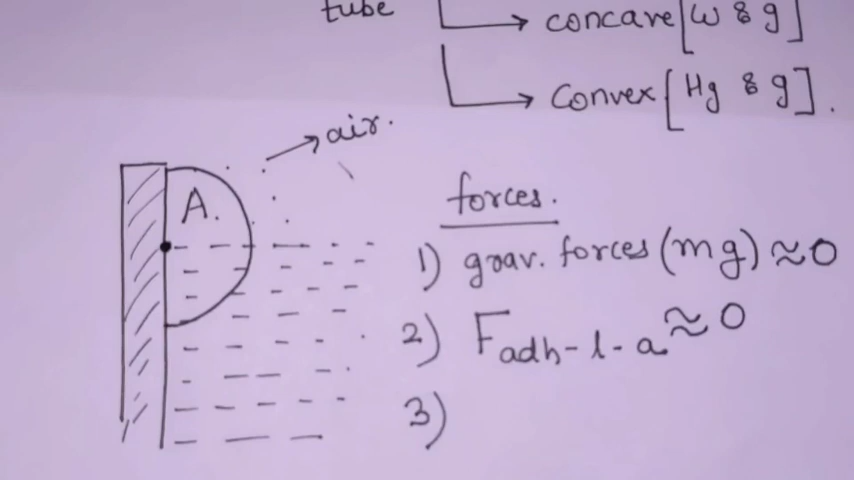 tube
concave [w & g]
convex [Hg & g].
air.
A.
forces.
1) grav. forces (mg) ≈ 0
2) Fadh-l-a ≈ 0
3)